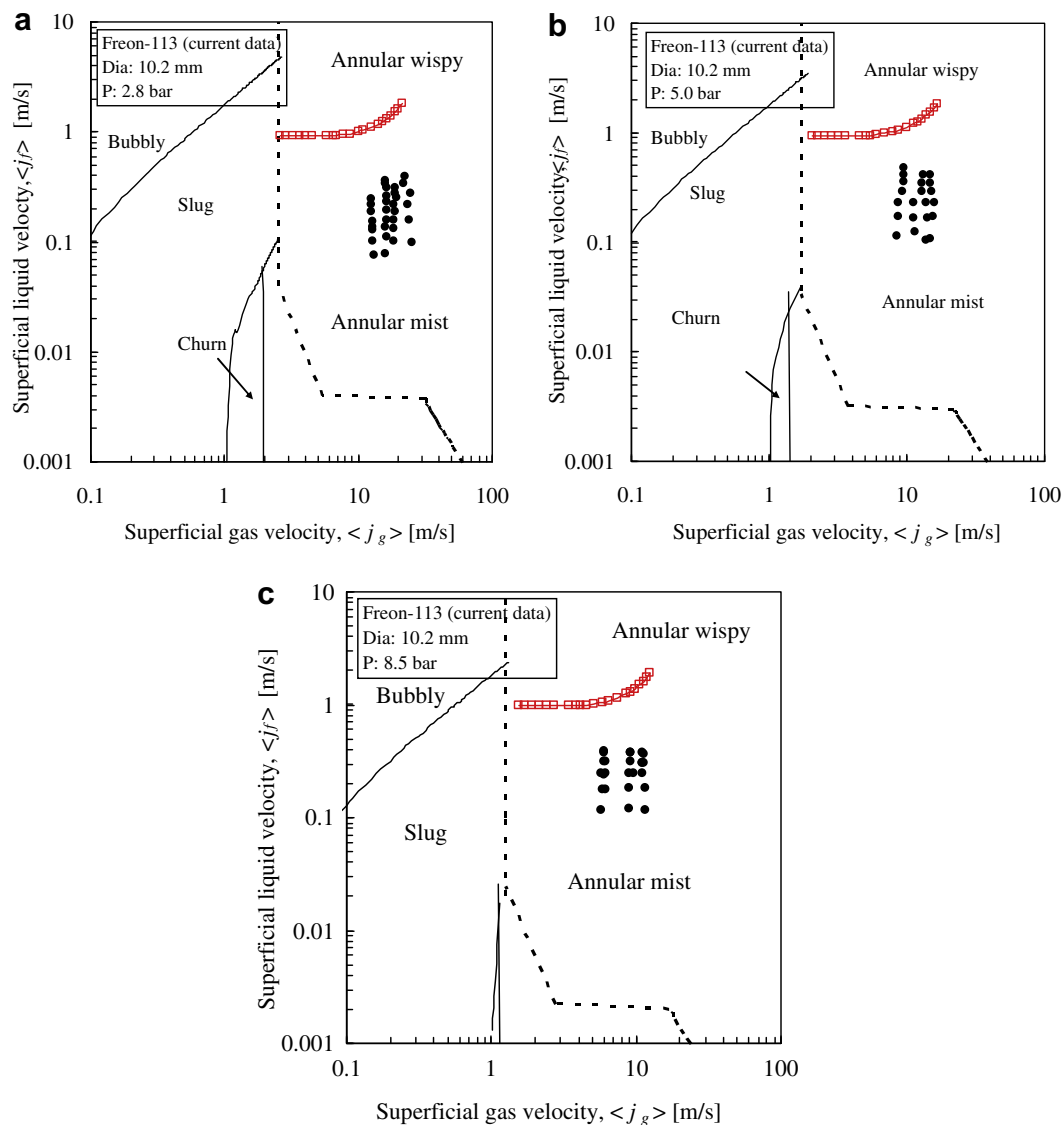 a
Freon-113 (current data)
Dia: 10.2 mm
P: 2.8 bar
Annular wispy
Bubbly
Slug
Churn
Annular mist
10
1
0.1
0.01
0.001
0.1
1
10
100
Superficial liquid velocty, <jf> [m/s]
Superficial gas velocity, <j g> [m/s]
b
Freon-113 (current data)
Dia: 10.2 mm
P: 5.0 bar
Annular wispy
Bubbly
Slug
Churn
Annular mist
10
1
0.1
0.01
0.001
0.1
1
10
100
Superficial liquid velocity, <jf> [m/s]
Superficial gas velocity, <j g> [m/s]
c
Freon-113 (current data)
Dia: 10.2 mm
P: 8.5 bar
Annular wispy
Bubbly
Slug
Annular mist
10
1
0.1
0.01
0.001
0.1
1
10
100
Superficial liquid velocity, <jf> [m/s]
Superficial gas velocity, <j g> [m/s]